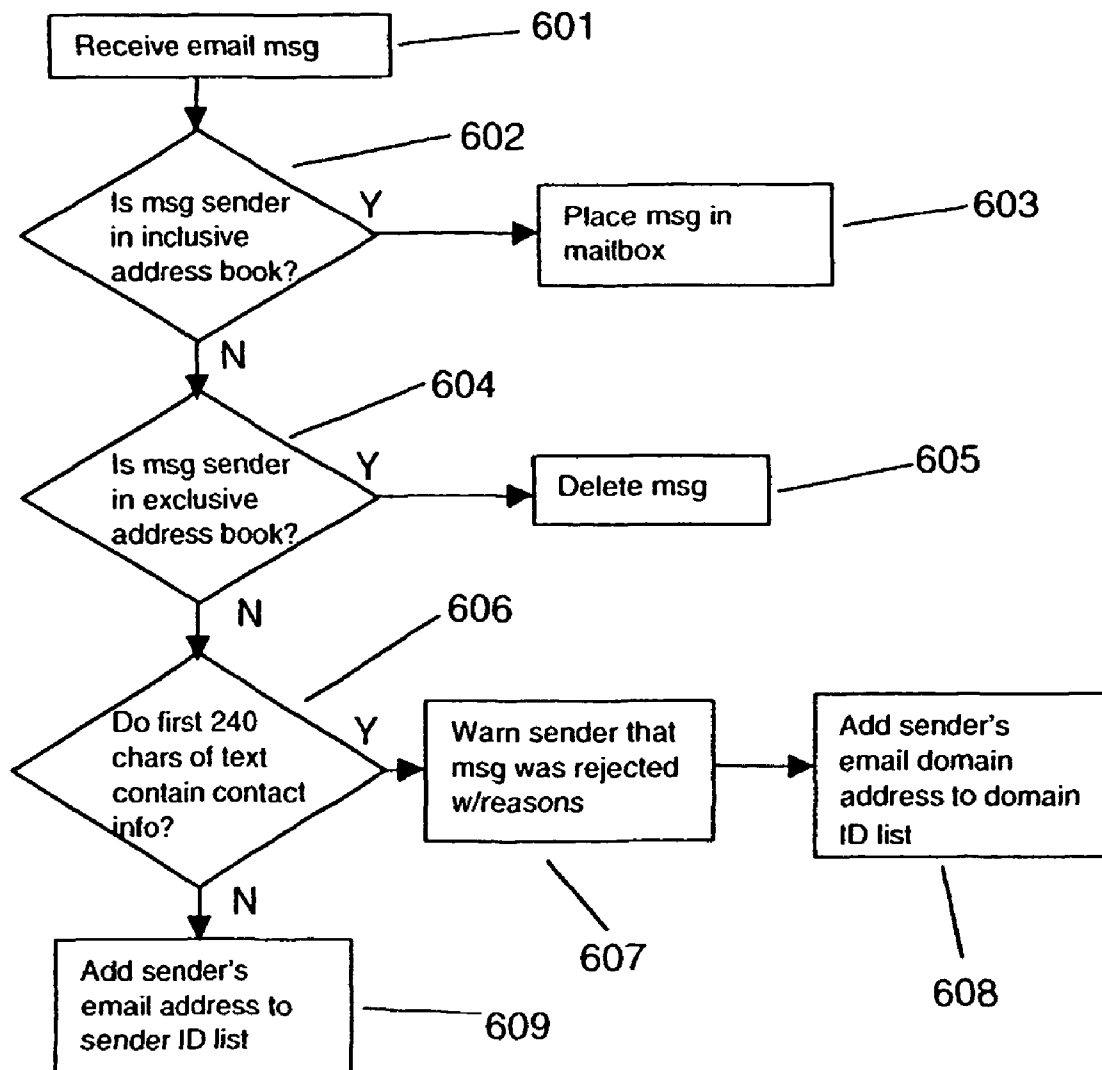 Receive email msg
601
602
Is msg sender
in inclusive
address book?
Y
Place msg in
mailbox
603
N
604
Is msg sender
in exclusive
address book?
Y
Delete msg
605
N
606
Do first 240
chars of text
contain contact
info?
Y
Warn sender that
msg was rejected
w/reasons
Add sender's
email domain
address to domain
ID list
N
607
608
Add sender's
email address to
sender ID list
609